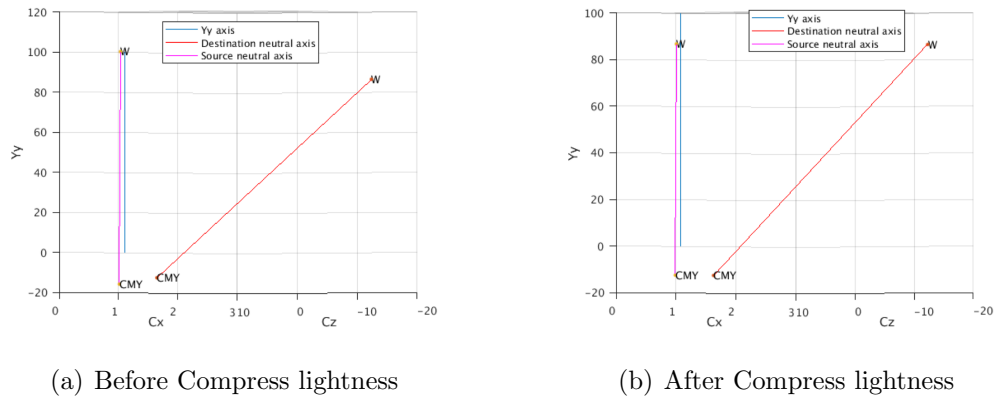 120
100
80
60
40
20
0
-20
Yy
Yy axis
Destination neutral axis
Source neutral axis
W
W
CMY
CMY
0
1
2
310
0
-10
-20
Cx
Cz
(a) Before Compress lightness
100
80
60
40
20
0
-20
Yy
Yy axis
Destination neutral axis
Source neutral axis
W
W
CMY
CMY
0
1
2
310
0
-10
-20
Cx
Cz
(b) After Compress lightness